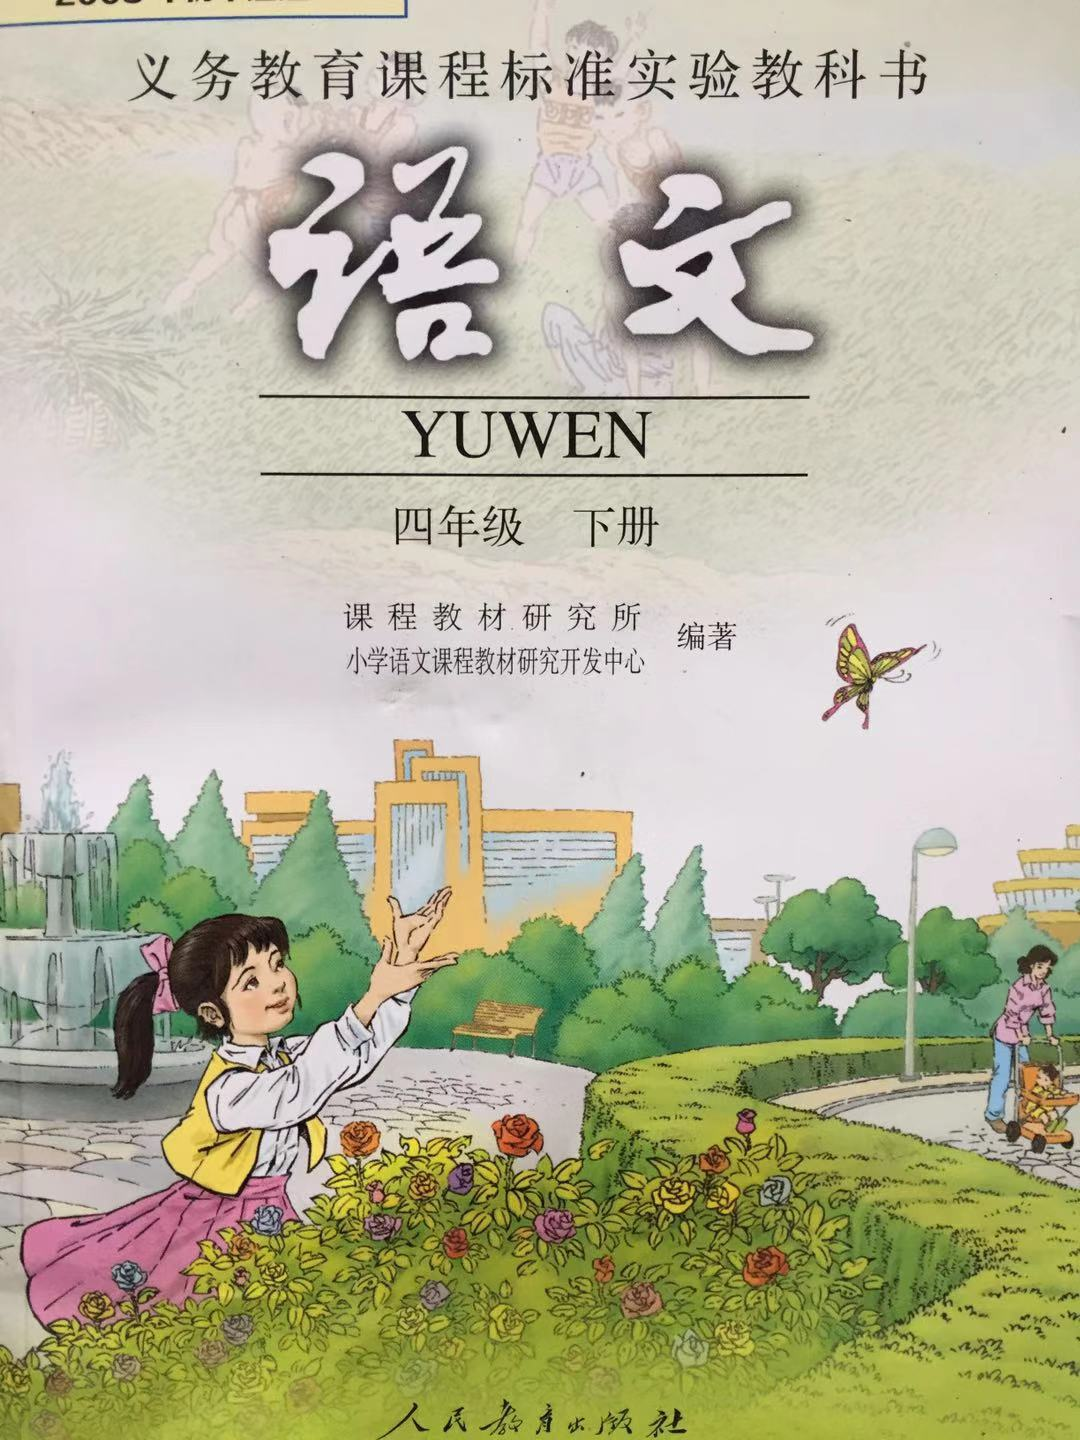 义务教育课程标准实验教科书
语文
YUWEN
四年级 下册
课程教材研究所
小学语文课程教材研究开发中心
编著
人民教育出版社